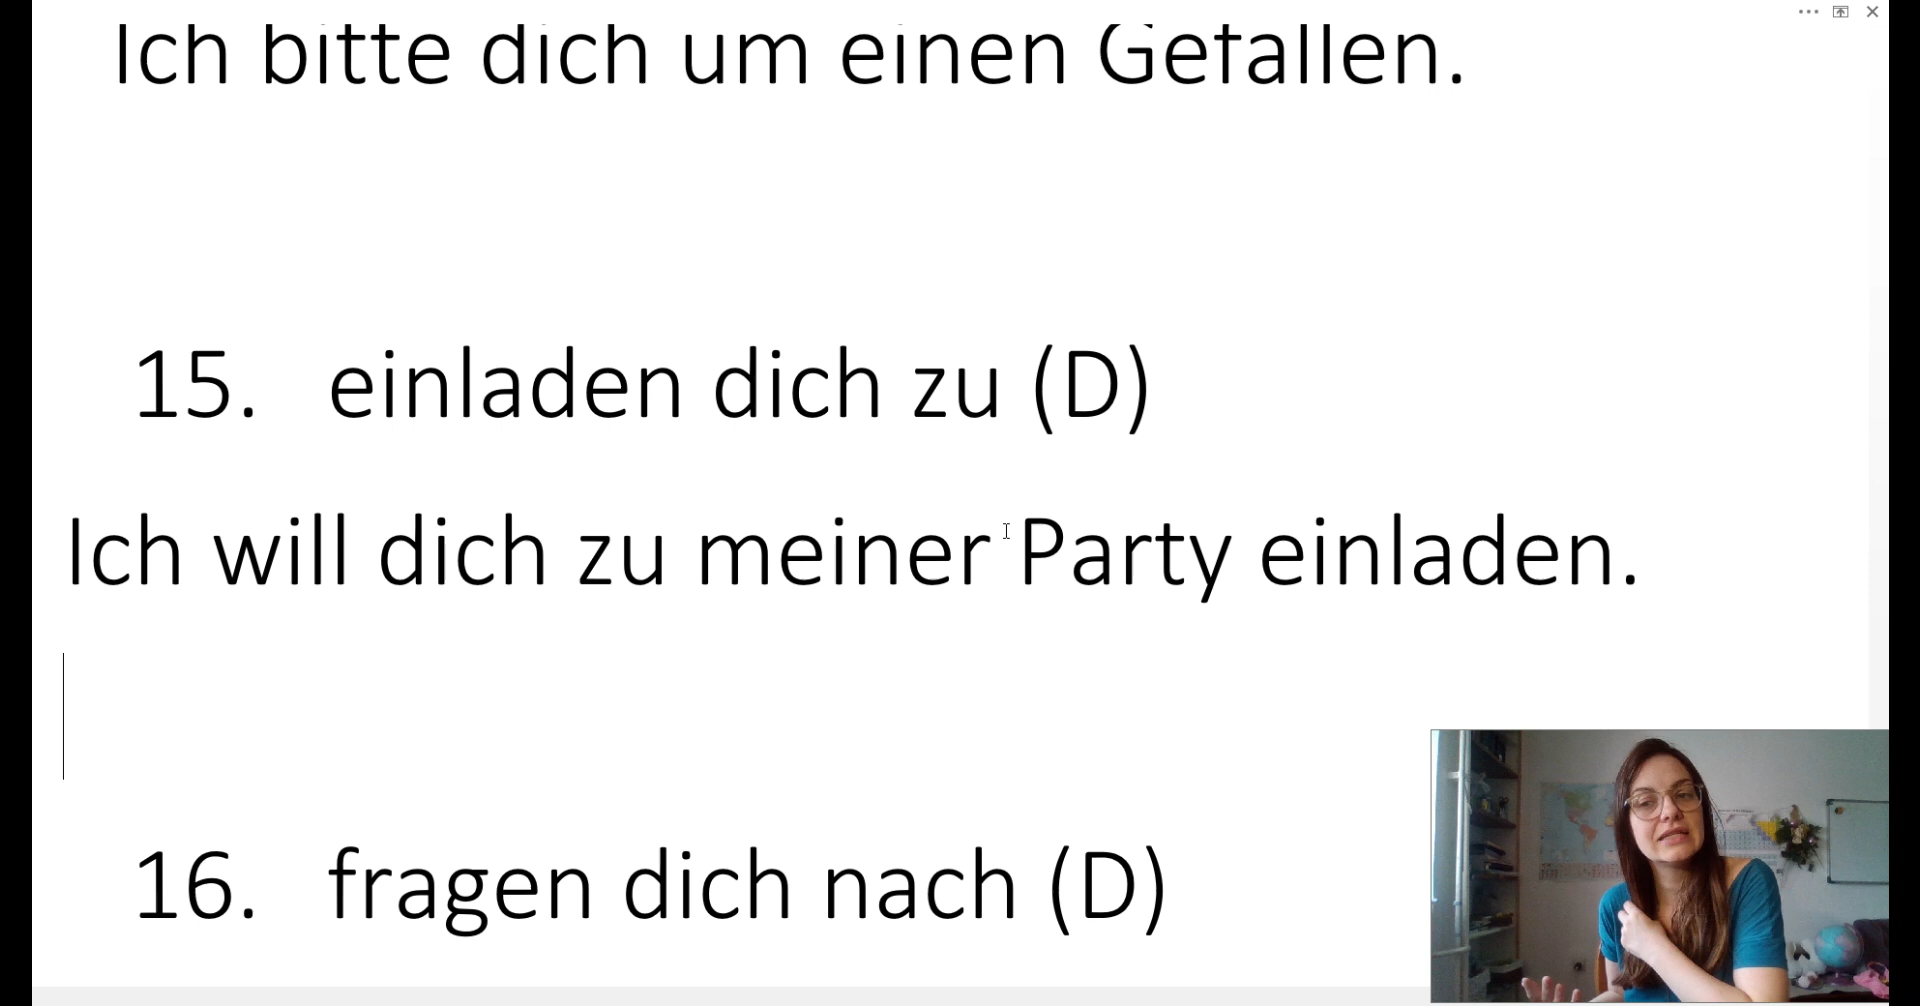 Ich bitte dich um einen Gefallen.
15. einladen dich zu (D)
Ich will dich zu meiner Party einladen.
16. fragen dich nach (D)